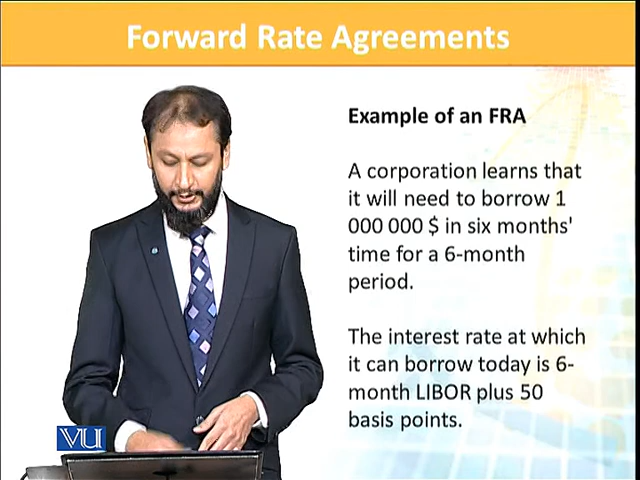 Forward Rate Agreements
Example of an FRA
A corporation learns that
it will need to borrow 1
000 000 $ in six months'
time for a 6-month
period.
The interest rate at which
it can borrow today is 6-
month LIBOR plus 50
basis points.
VU